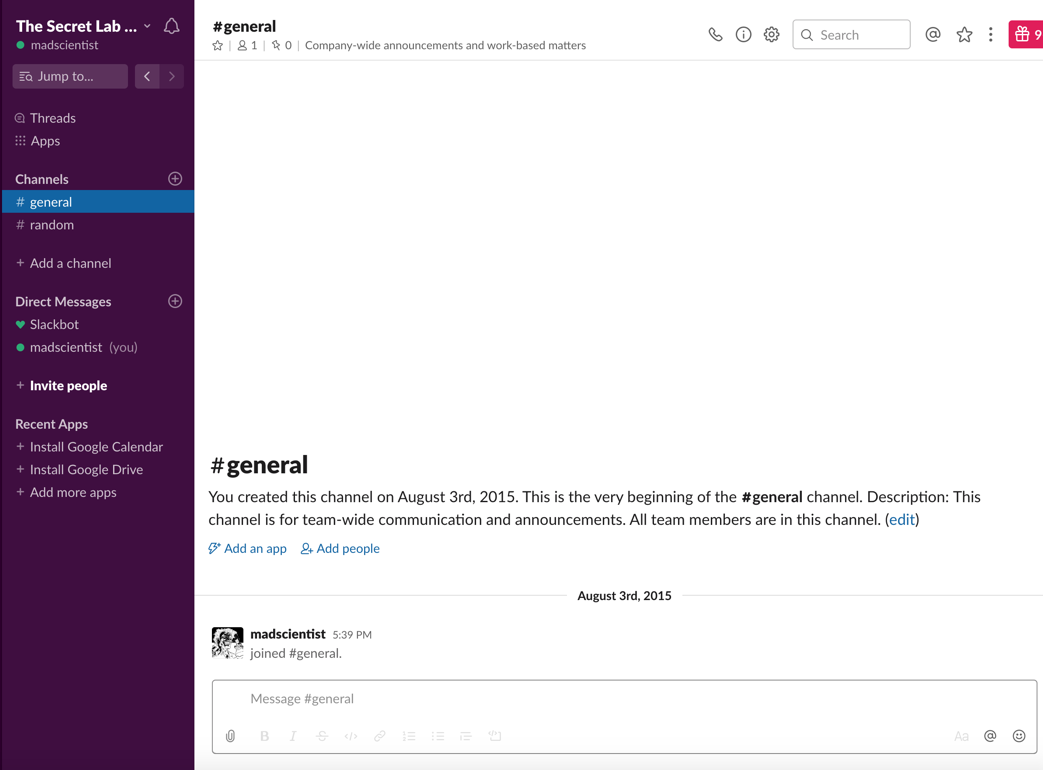 The Secret Lab ...
madscientist
Jump to...
Threads
Apps
Channels
# general
# random
+ Add a channel
Direct Messages
Slackbot
madscientist (you)
+ Invite people
Recent Apps
+ Install Google Calendar
+ Install Google Drive
+ Add more apps
#general
1 | 0 | Company-wide announcements and work-based matters
Search
@
9
#general
You created this channel on August 3rd, 2015. This is the very beginning of the #general channel. Description: This
channel is for team-wide communication and announcements. All team members are in this channel. (edit)
Add an app Add people
August 3rd, 2015
madscientist 5:39 PM
joined #general.
Message #general
B I S </> Aa @